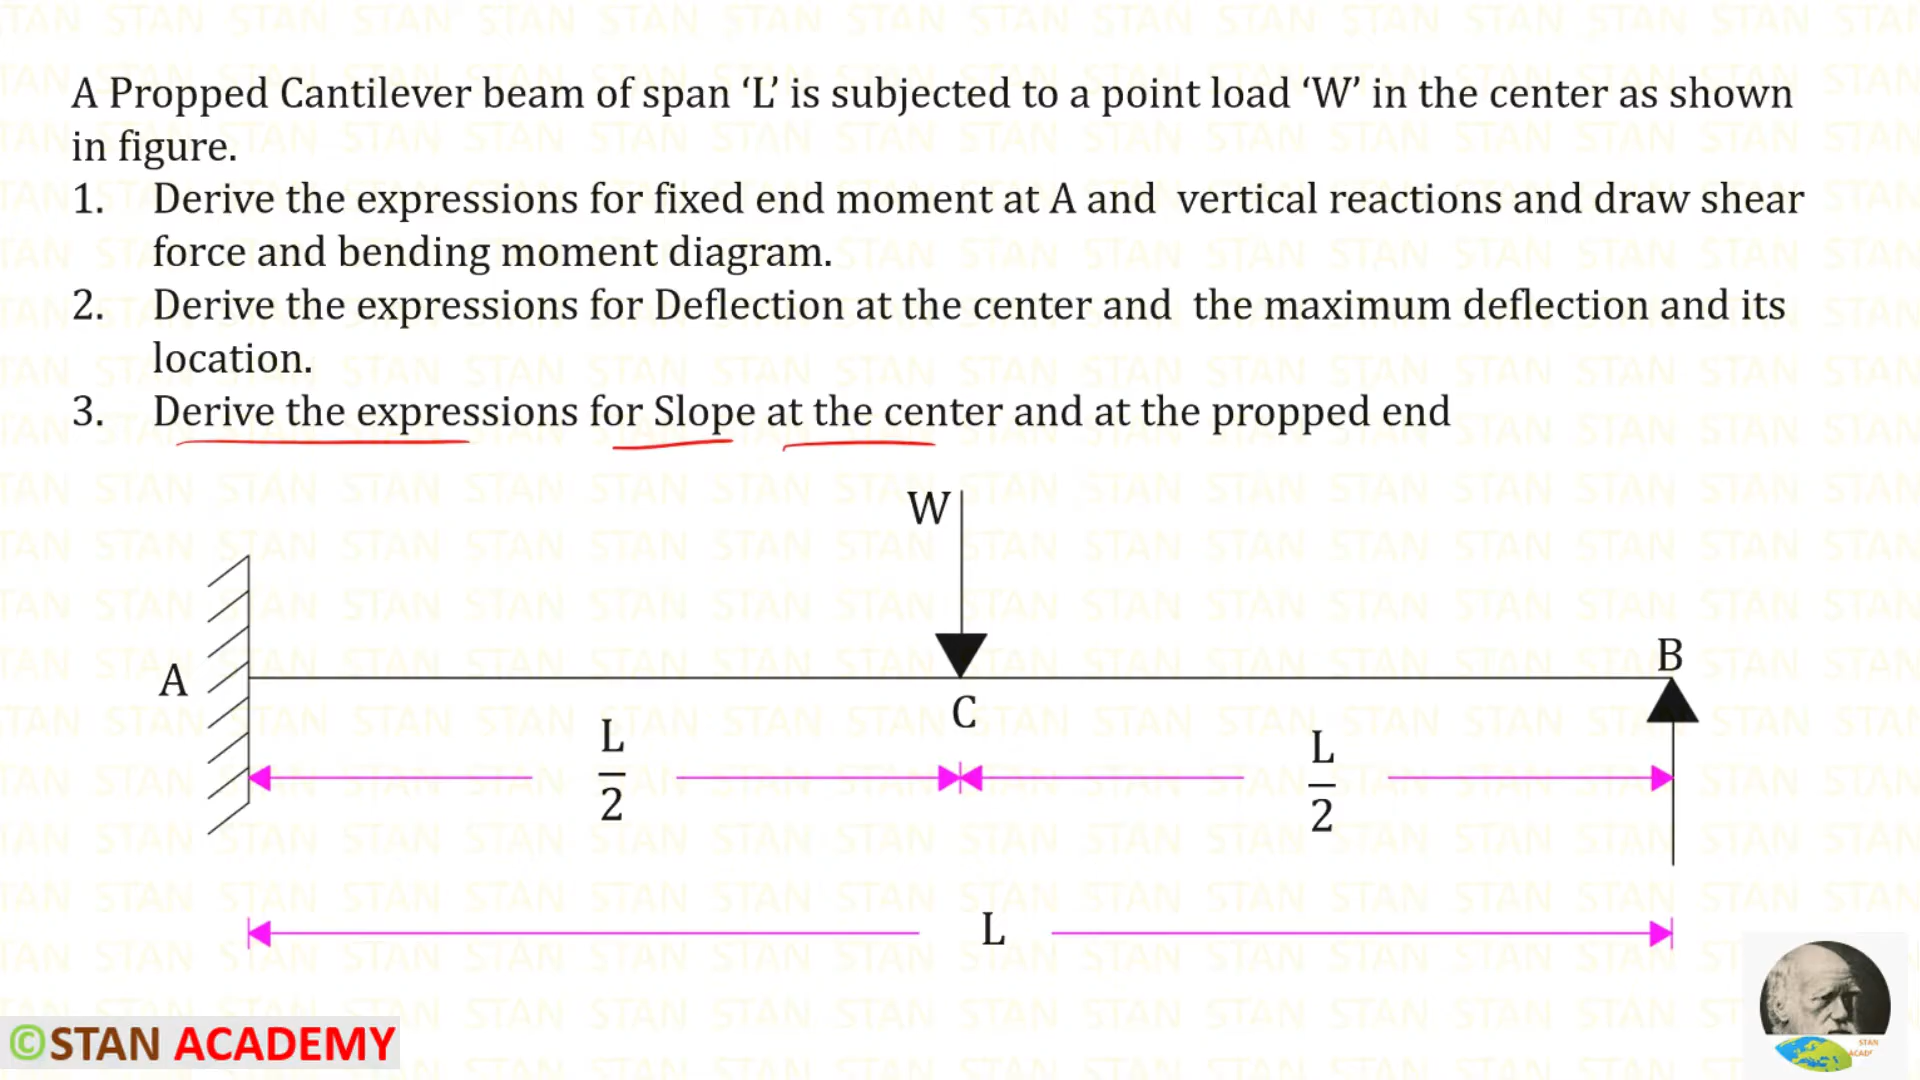 A Propped Cantilever beam of span ‘L’ is subjected to a point load ‘W’ in the center as shown
in figure.
1. Derive the expressions for fixed end moment at A and vertical reactions and draw shear
force and bending moment diagram.
2. Derive the expressions for Deflection at the center and the maximum deflection and its
location.
3. Derive the expressions for Slope at the center and at the propped end
W
B
A
C
L
2
L
2
L
©STAN ACADEMY
STAN